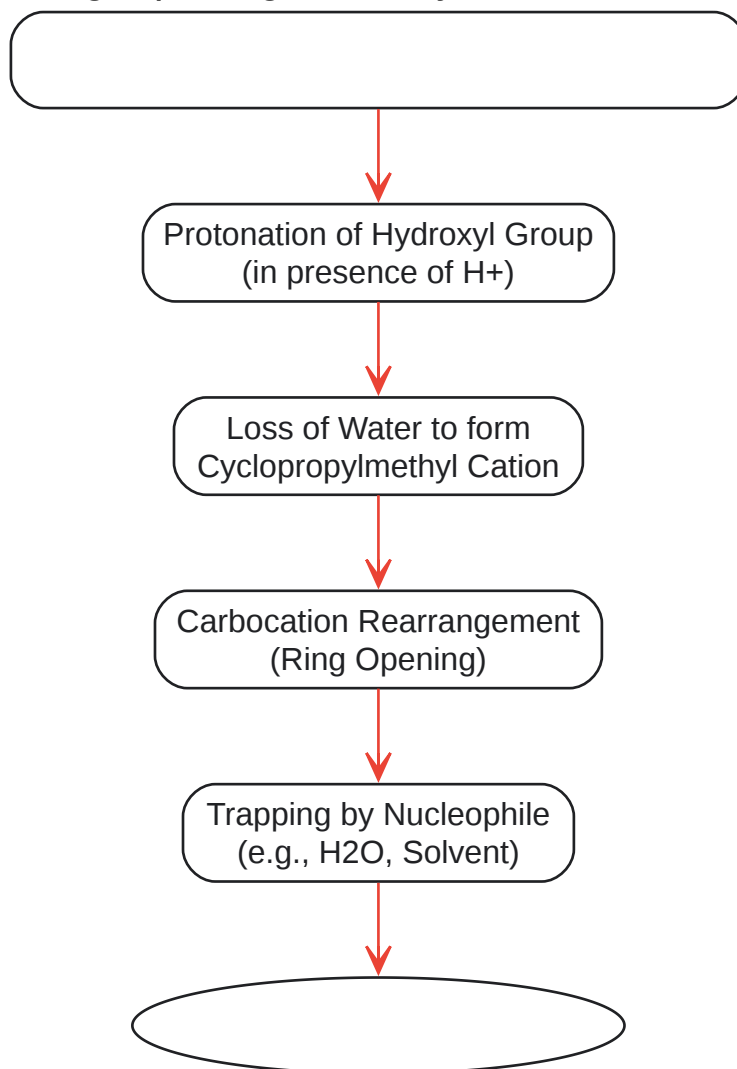 Protonation of Hydroxyl Group
(in presence of H+)
Loss of Water to form
Cyclopropylmethyl Cation
Carbocation Rearrangement
(Ring Opening)
Trapping by Nucleophile
(e.g., H2O, Solvent)